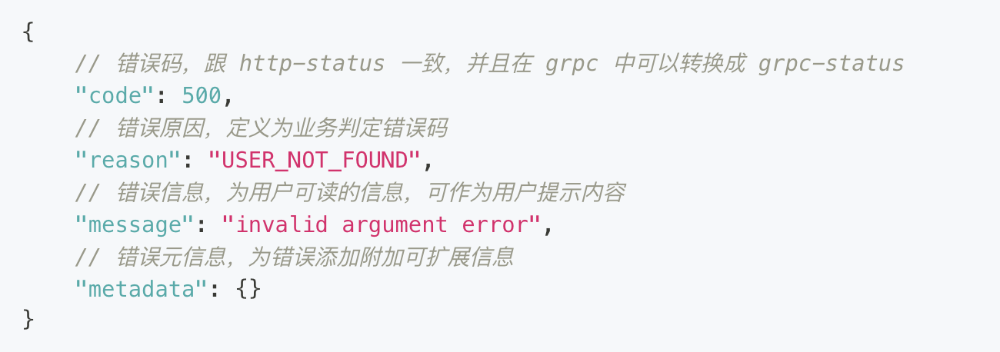 {
    // 错误码，跟 http-status 一致，并且在 grpc 中可以转换成 grpc-status
    "code": 500,
    // 错误原因，定义为业务判定错误码
    "reason": "USER_NOT_FOUND",
    // 错误信息，为用户可读的信息，可作为用户提示内容
    "message": "invalid argument error",
    // 错误元信息，为错误添加附加可扩展信息
    "metadata": {}
}